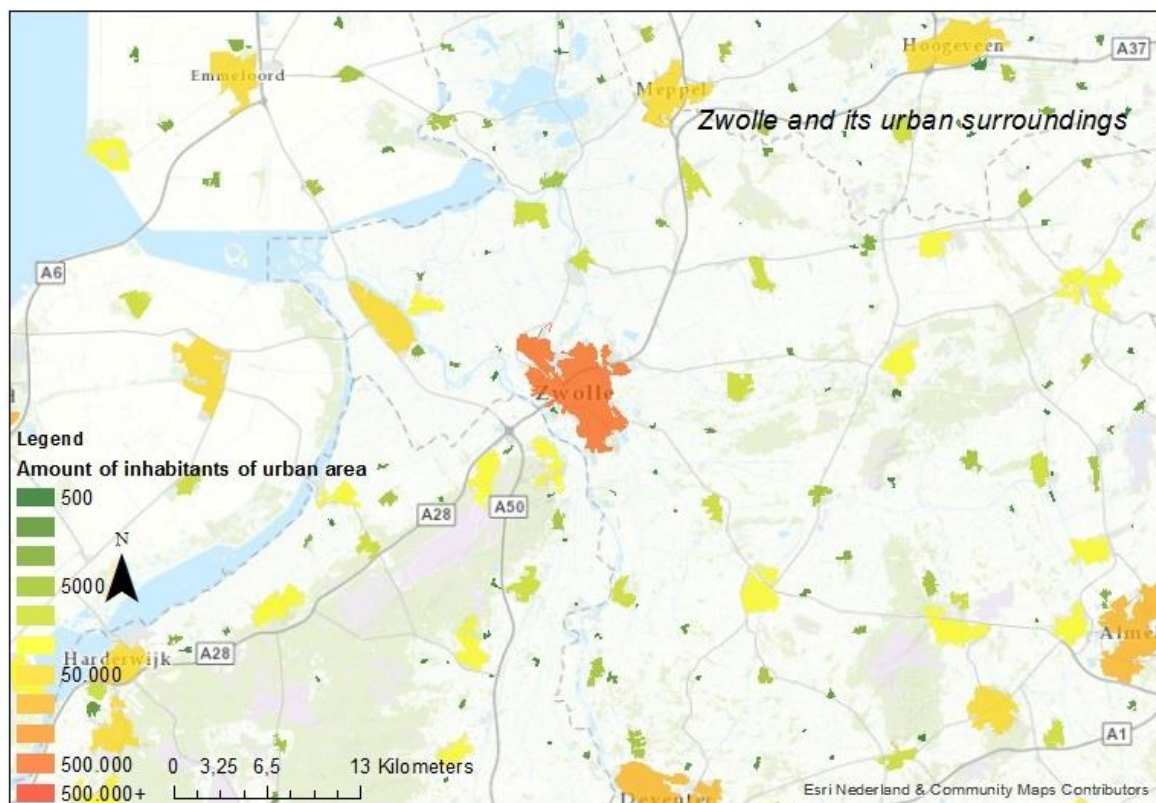 Emmeloord
Hoogeveen
A37
Meppel
Zwolle and its urban surroundings
A6
Zwolle
Legend
Amount of inhabitants of urban area
500
A50
A28
N
5000
Harderwijk
A28
50.000
Alme
A1
500.000
0 3,25 6,5 13 Kilometers
500.000+
Deventer
Esri Nederland & Community Maps Contributors